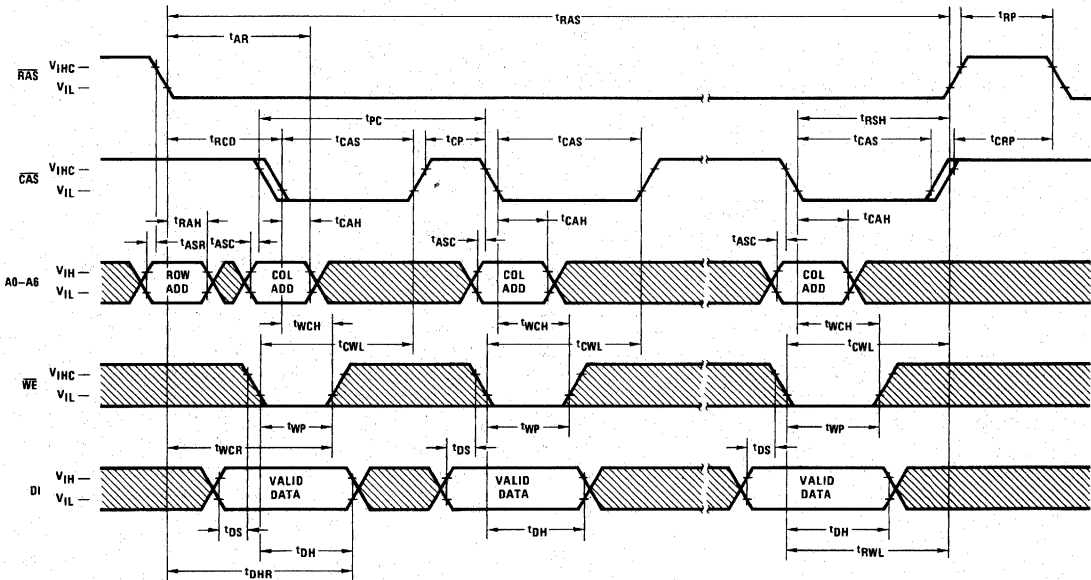 tRAS
tRP
tAR
RAS
VIHC
VIL
tPC
tRSH
tRCD
tCAS
tCP
tCAS
tCAS
tCRP
CAS
VIHC
VIL
tRAH
tCAH
tCAH
tCAH
tASR
tASC
tASC
tASC
A0–A6
VIH
VIL
ROW ADD
COL ADD
COL ADD
COL ADD
tWCH
tWCH
tWCH
tCWL
tCWL
tCWL
WE
VIHC
VIL
tWP
tWP
tWP
tWCR
tDS
tDS
DI
VIH
VIL
VALID DATA
VALID DATA
VALID DATA
tDS
tDH
tDH
tDH
tRWL
tDHR